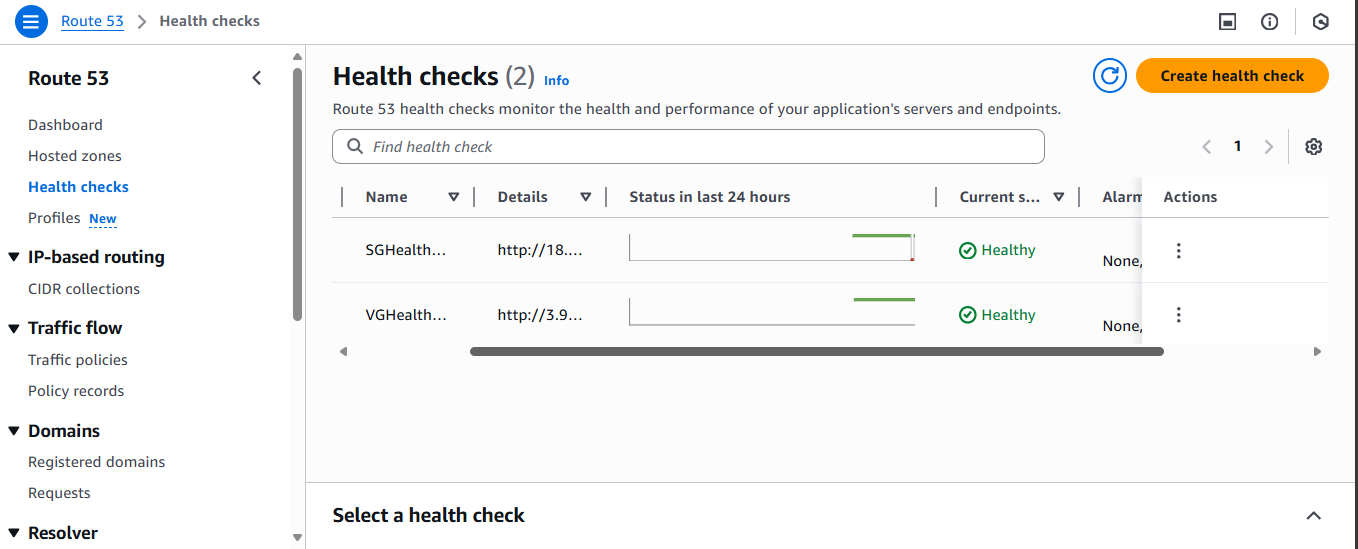 Route 53 > Health checks
Route 53
Dashboard
Hosted zones
Health checks
Profiles New
IP-based routing
CIDR collections
Traffic flow
Traffic policies
Policy records
Domains
Registered domains
Requests
Resolver
Health checks (2) Info
Create health check
Route 53 health checks monitor the health and performance of your application's servers and endpoints.
Find health check
1
Name Details Status in last 24 hours Current s... Alarm Actions
SGHealth... http://18.... Healthy None,
VGHealth... http://3.9... Healthy None,
Select a health check